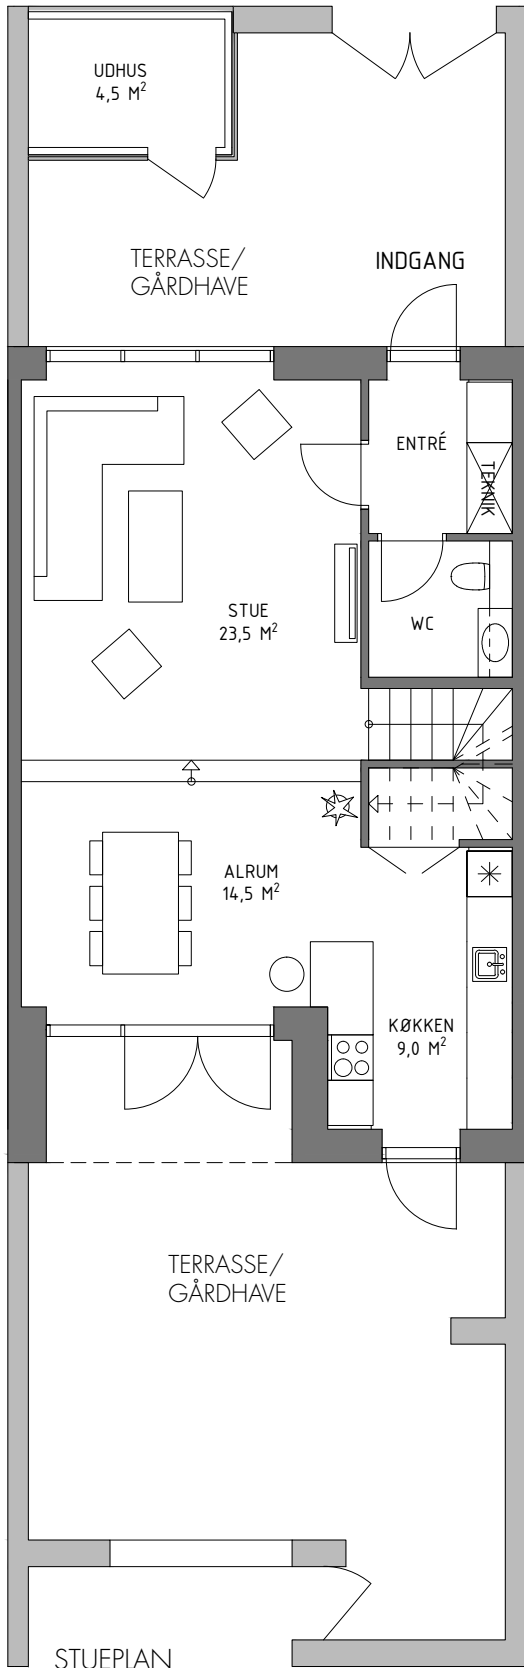 UDHUS
4,5 M²
TERRASSE/
GÅRDHAVE
INDGANG
ENTRÉ
TEKNIK
STUE
23,5 M²
WC
ALRUM
14,5 M²
KØKKEN
9,0 M²
TERRASSE/
GÅRDHAVE
STUEPLAN